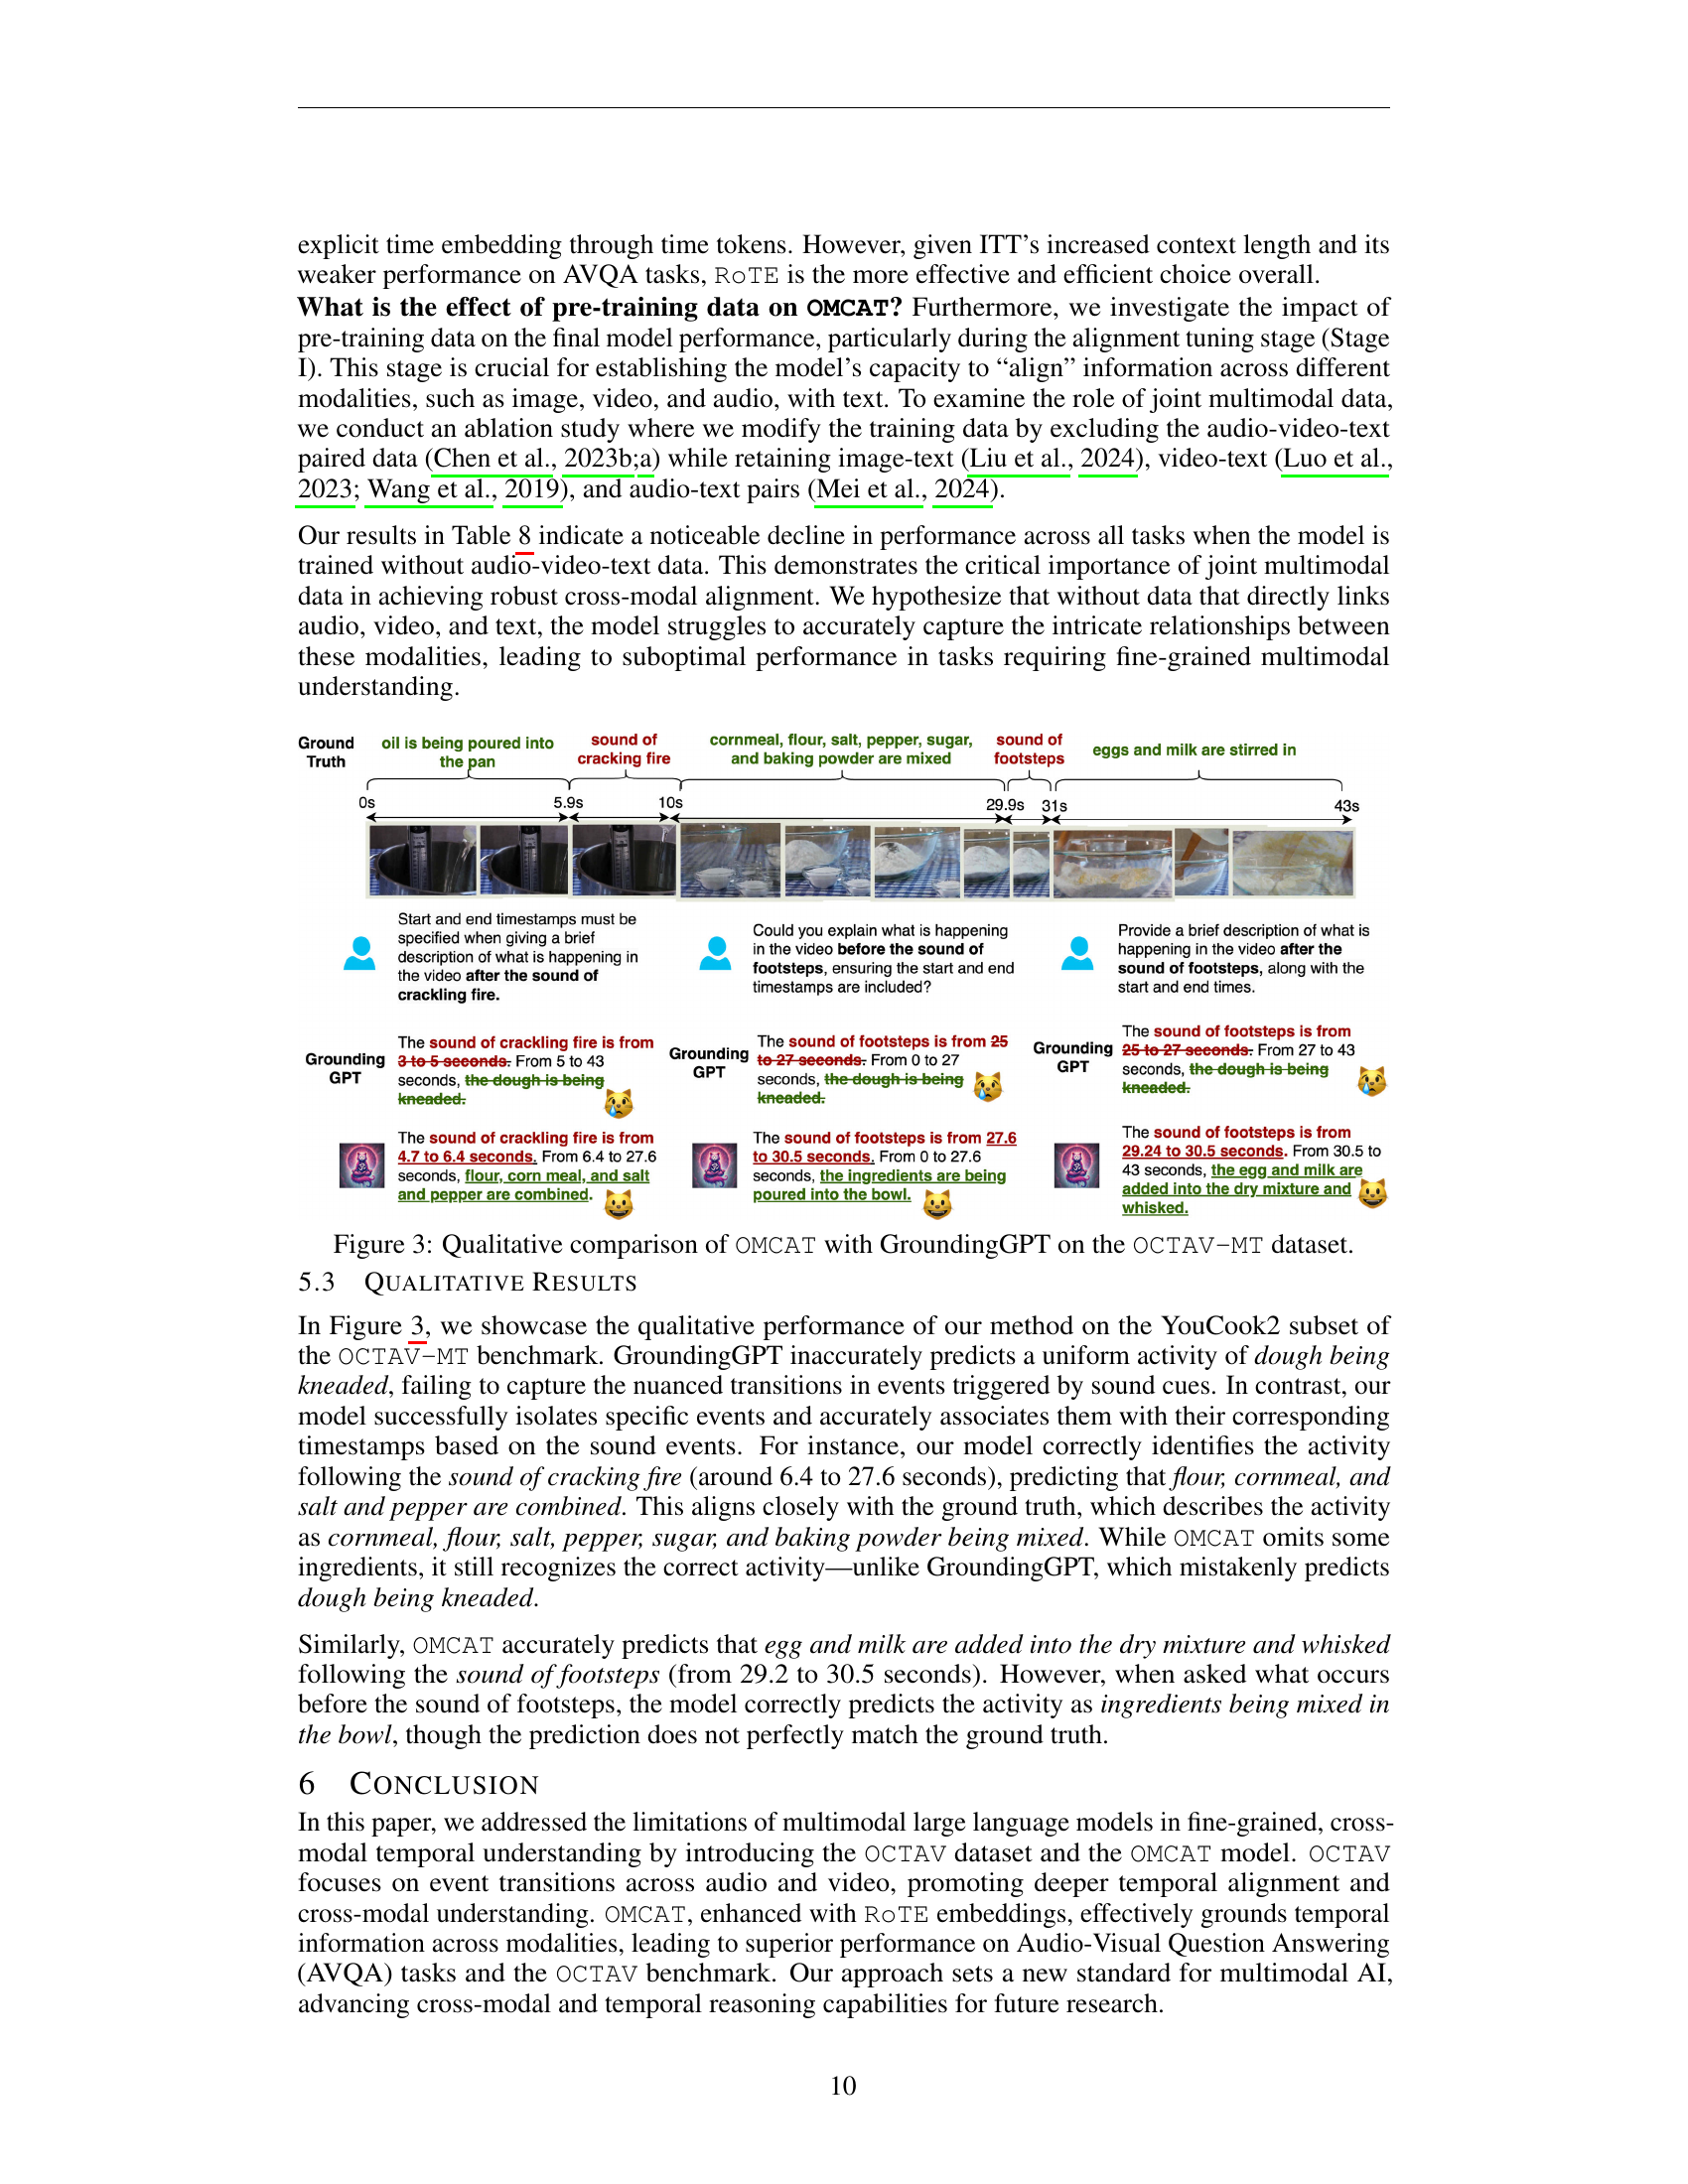 explicit time embedding through time tokens. However, given ITT's increased context length and its
weaker performance on AVQA tasks, RoTE is the more effective and efficient choice overall.
What is the effect of pre-training data on OMCAT? Furthermore, we investigate the impact of
pre-training data on the final model performance, particularly during the alignment tuning stage (Stage
I). This stage is crucial for establishing the model's capacity to “align” information across different
modalities, such as image, video, and audio, with text. To examine the role of joint multimodal data,
we conduct an ablation study where we modify the training data by excluding the audio-video-text
paired data (Chen et al., 2023b;a) while retaining image-text (Liu et al., 2024), video-text (Luo et al.,
2023; Wang et al., 2019), and audio-text pairs (Mei et al., 2024).
Our results in Table 8 indicate a noticeable decline in performance across all tasks when the model is
trained without audio-video-text data. This demonstrates the critical importance of joint multimodal
data in achieving robust cross-modal alignment. We hypothesize that without data that directly links
audio, video, and text, the model struggles to accurately capture the intricate relationships between
these modalities, leading to suboptimal performance in tasks requiring fine-grained multimodal
understanding.
Ground
Truth
oil is being poured into
the pan
sound of
cracking fire
cornmeal, flour, salt, pepper, sugar,
and baking powder are mixed
sound of
footsteps
eggs and milk are stirred in
0s
5.9s
10s
29.9s
31s
43s
Start and end timestamps must be
specified when giving a brief
description of what is happening in
the video after the sound of
crackling fire.
Could you explain what is happening
in the video before the sound of
footsteps, ensuring the start and end
timestamps are included?
Provide a brief description of what is
happening in the video after the
sound of footsteps, along with the
start and end times.
Grounding
GPT
The sound of crackling fire is from
3 to 5 seconds. From 5 to 43
seconds, the dough is being
kneaded.
Grounding
GPT
The sound of footsteps is from 25
to 27 seconds. From 0 to 27
seconds, the dough is being
kneaded.
Grounding
GPT
The sound of footsteps is from
25 to 27 seconds. From 27 to 43
seconds, the dough is being
kneaded.
The sound of crackling fire is from
4.7 to 6.4 seconds. From 6.4 to 27.6
seconds, flour, corn meal, and salt
and pepper are combined.
The sound of footsteps is from 27.6
to 30.5 seconds. From 0 to 27.6
seconds, the ingredients are being
poured into the bowl.
The sound of footsteps is from
29.24 to 30.5 seconds. From 30.5 to
43 seconds, the egg and milk are
added into the dry mixture and
whisked.
Figure 3: Qualitative comparison of OMCAT with GroundingGPT on the OCTAV-MT dataset.
5.3 QUALITATIVE RESULTS
In Figure 3, we showcase the qualitative performance of our method on the YouCook2 subset of
the OCTAV-MT benchmark. GroundingGPT inaccurately predicts a uniform activity of dough being
kneaded, failing to capture the nuanced transitions in events triggered by sound cues. In contrast, our
model successfully isolates specific events and accurately associates them with their corresponding
timestamps based on the sound events. For instance, our model correctly identifies the activity
following the sound of cracking fire (around 6.4 to 27.6 seconds), predicting that flour, cornmeal, and
salt and pepper are combined. This aligns closely with the ground truth, which describes the activity
as cornmeal, flour, salt, pepper, sugar, and baking powder being mixed. While OMCAT omits some
ingredients, it still recognizes the correct activity—unlike GroundingGPT, which mistakenly predicts
dough being kneaded.
Similarly, OMCAT accurately predicts that egg and milk are added into the dry mixture and whisked
following the sound of footsteps (from 29.2 to 30.5 seconds). However, when asked what occurs
before the sound of footsteps, the model correctly predicts the activity as ingredients being mixed in
the bowl, though the prediction does not perfectly match the ground truth.
6 CONCLUSION
In this paper, we addressed the limitations of multimodal large language models in fine-grained, cross-
modal temporal understanding by introducing the OCTAV dataset and the OMCAT model. OCTAV
focuses on event transitions across audio and video, promoting deeper temporal alignment and
cross-modal understanding. OMCAT, enhanced with RoTE embeddings, effectively grounds temporal
information across modalities, leading to superior performance on Audio-Visual Question Answering
(AVQA) tasks and the OCTAV benchmark. Our approach sets a new standard for multimodal AI,
advancing cross-modal and temporal reasoning capabilities for future research.
10